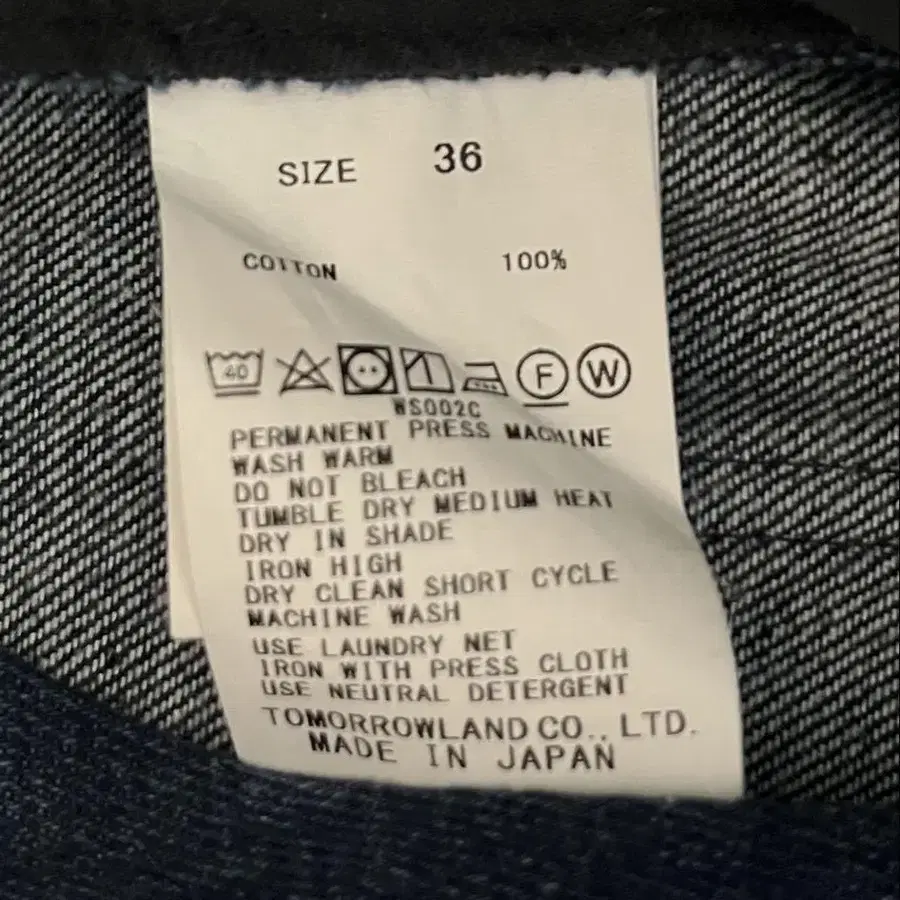 SIZE 36
COTTON 100%
40 F W
WS002C
PERMANENT PRESS MACHINE
WASH WARM
DO NOT BLEACH
TUMBLE DRY MEDIUM HEAT
DRY IN SHADE
IRON HIGH
DRY CLEAN SHORT CYCLE
MACHINE WASH
USE LAUNDRY NET
IRON WITH PRESS CLOTH
USE NEUTRAL DETERGENT
TOMORROWLAND CO., LTD.
MADE IN JAPAN